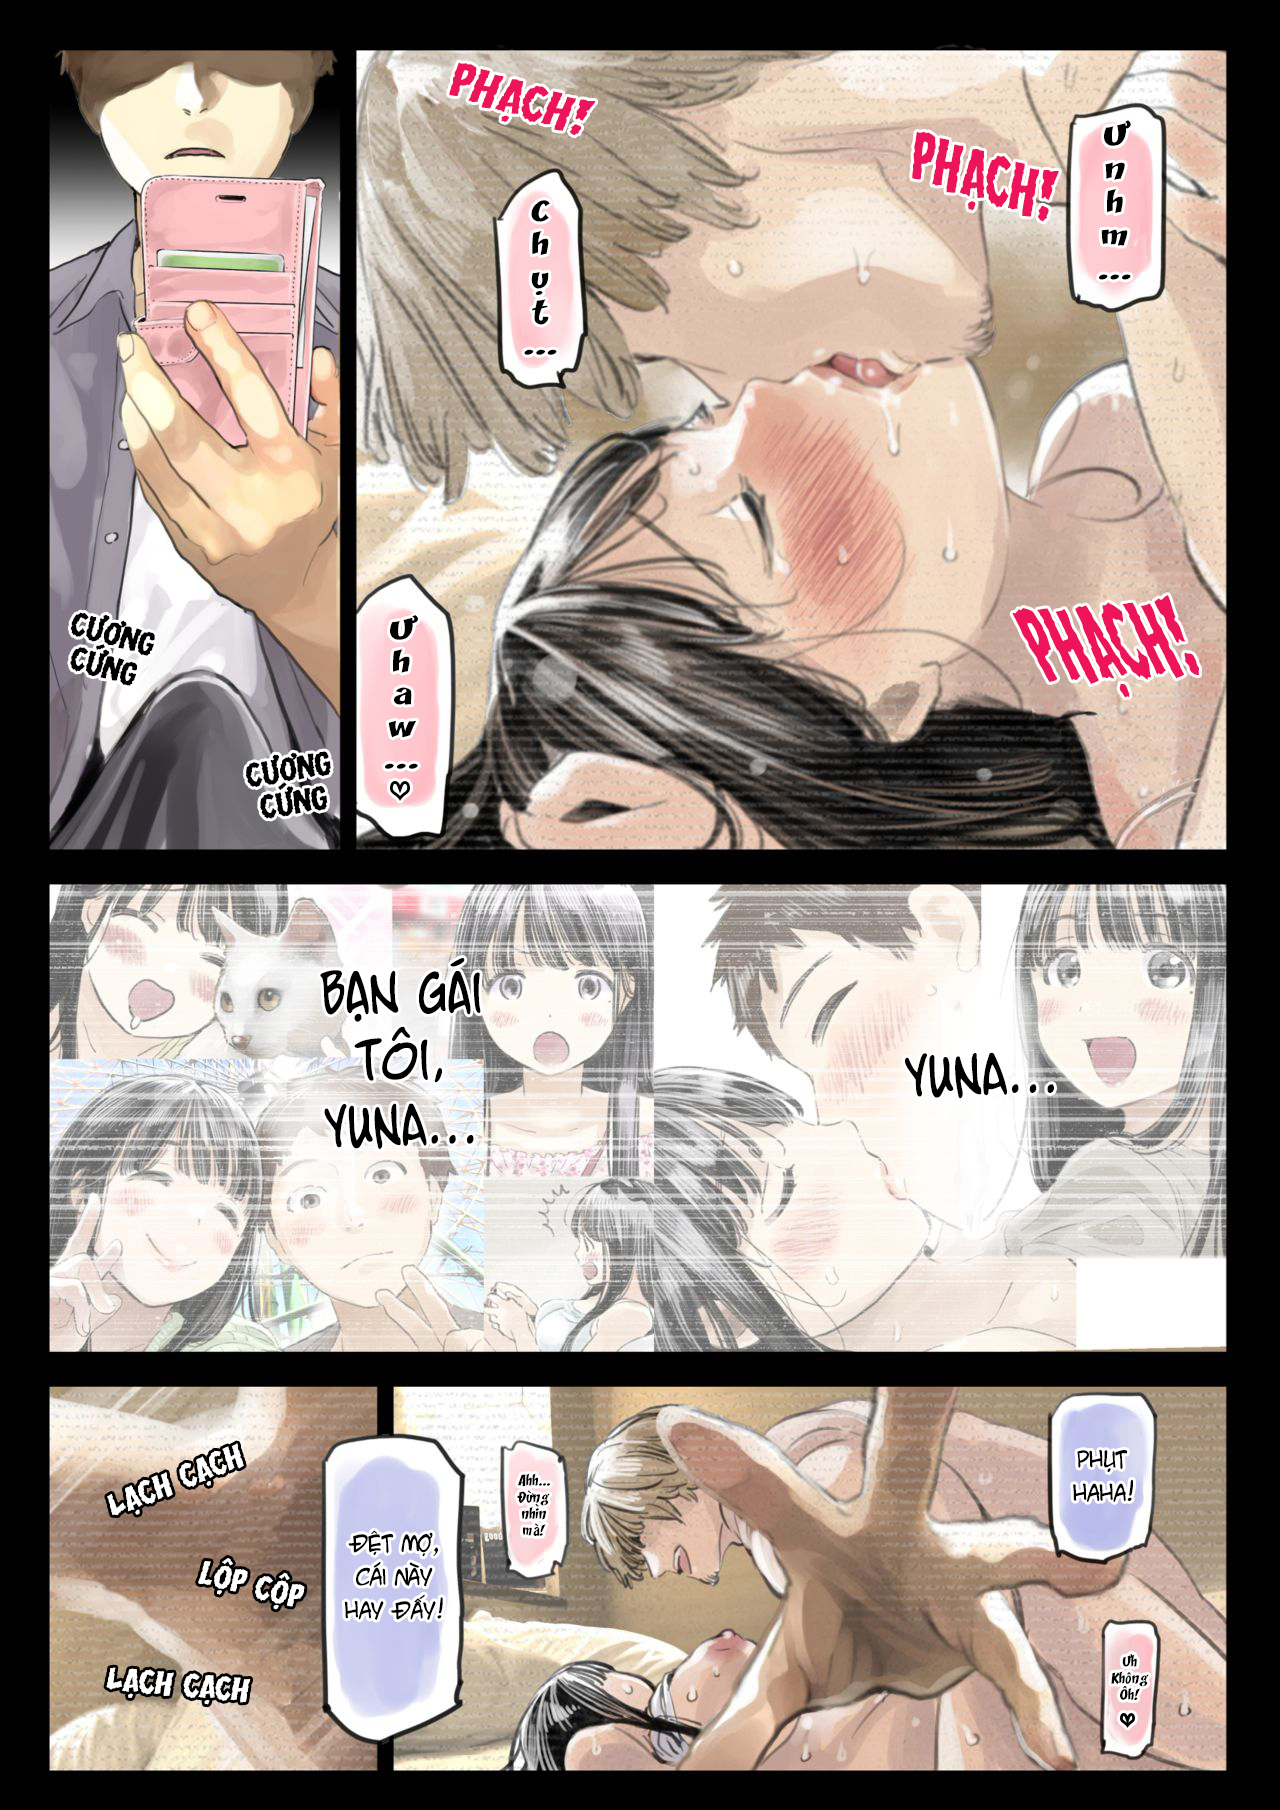 PHẠCH!
PHẠCH!
Ưnhm...
Chụt...
Ưhaw...♡
PHẠCH!
CƯƠNG
CỨNG
CƯƠNG
CỨNG
BẠN GÁI
TÔI,
YUNA...
YUNA...
LẠCH CẠCH
LỘP CỘP
LẠCH CẠCH
ĐỆT MỢ,
CÁI NÀY
HAY ĐẤY!
Ahh...
Đừng
nhìn
mà!
good
PHỤT
HAHA!
Ưh
Không
Ôh!
♡